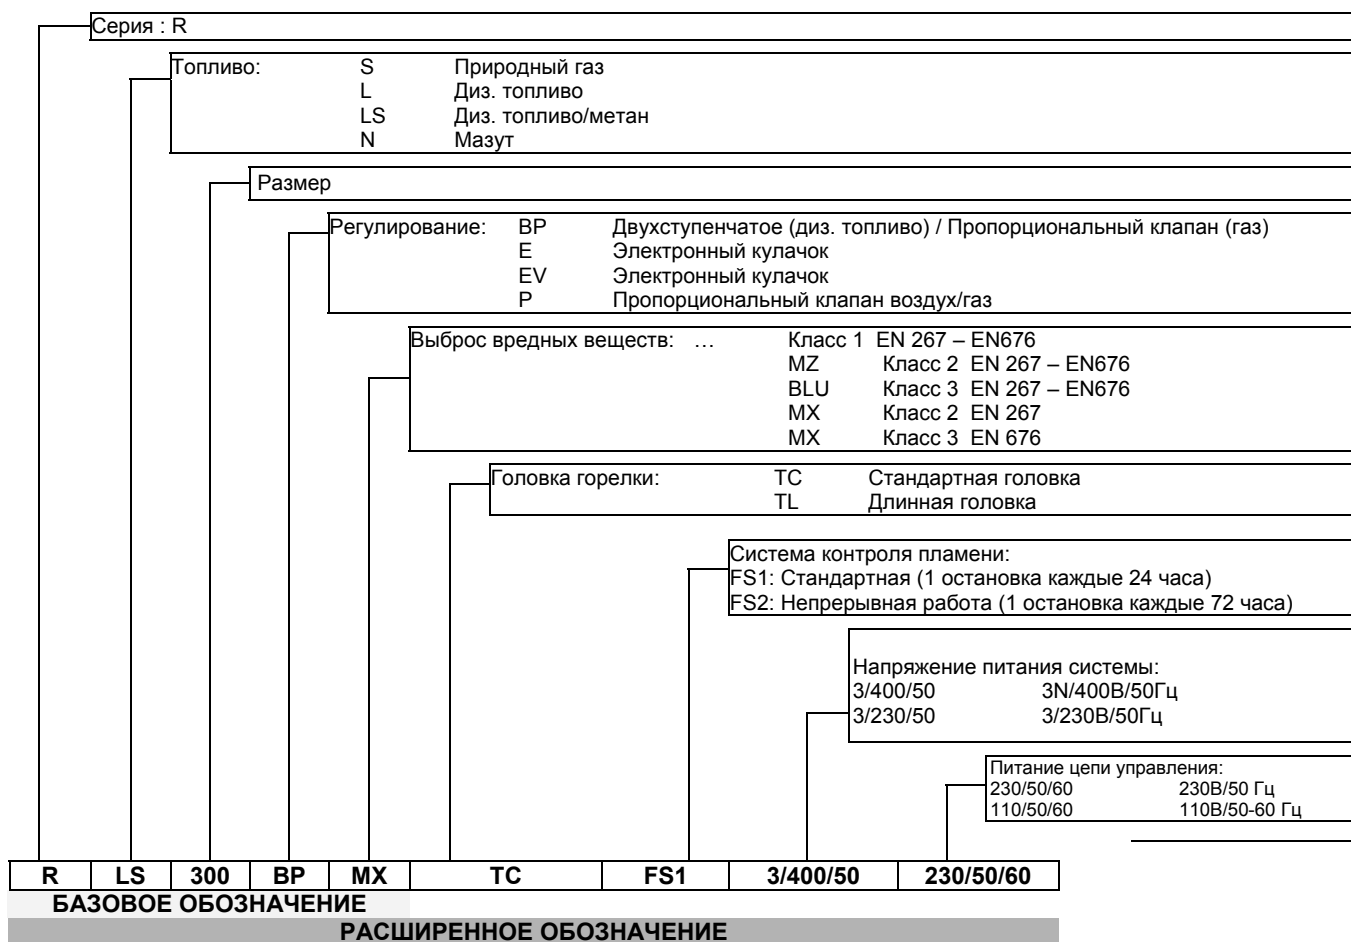 Серия : R
Топливо: S Природный газ
L Диз. топливо
LS Диз. топливо/метан
N Мазут
Размер
Регулирование: BP Двухступенчатое (диз. топливо) / Пропорциональный клапан (газ)
E Электронный кулачок
EV Электронный кулачок
P Пропорциональный клапан воздух/газ
Выброс вредных веществ: … Класс 1 EN 267 – EN676
MZ Класс 2 EN 267 – EN676
BLU Класс 3 EN 267 – EN676
MX Класс 2 EN 267
MX Класс 3 EN 676
Головка горелки: TC Стандартная головка
TL Длинная головка
Система контроля пламени:
FS1: Стандартная (1 остановка каждые 24 часа)
FS2: Непрерывная работа (1 остановка каждые 72 часа)
Напряжение питания системы:
3/400/50 3N/400В/50Гц
3/230/50 3/230В/50Гц
Питание цепи управления:
230/50/60 230В/50 Гц
110/50/60 110В/50-60 Гц
R LS 300 BP MX TC FS1 3/400/50 230/50/60
БАЗОВОЕ ОБОЗНАЧЕНИЕ
РАСШИРЕННОЕ ОБОЗНАЧЕНИЕ